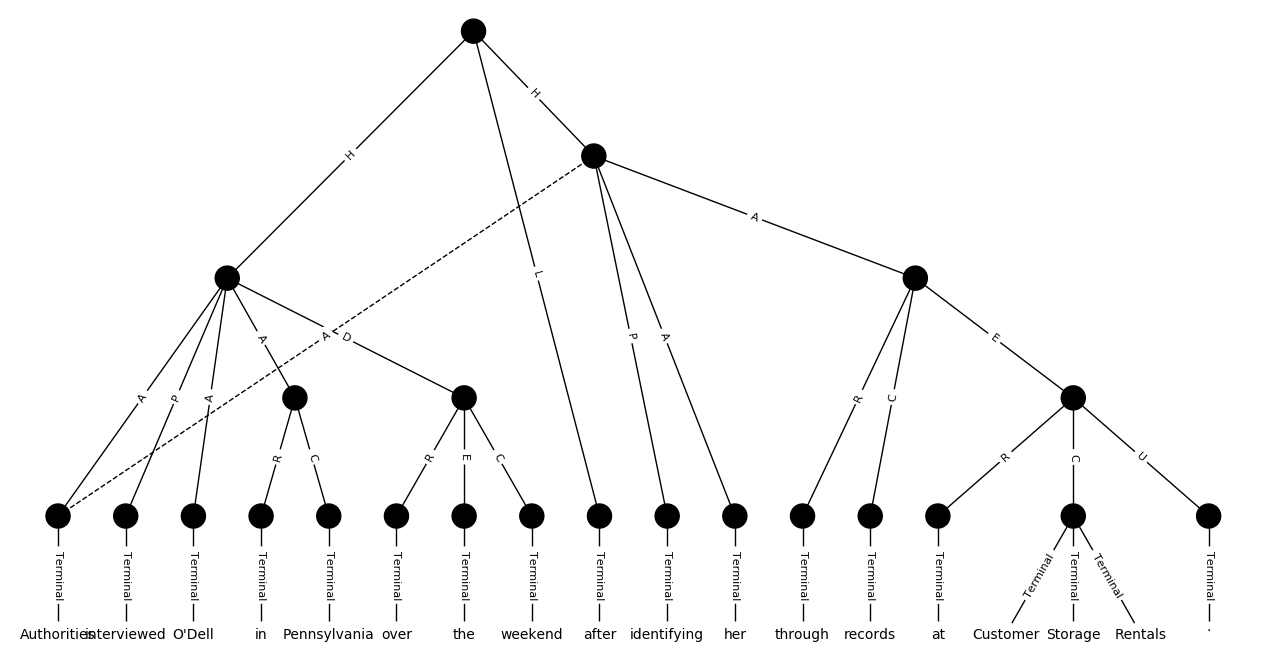 H
H
A
L
A
D
A
P
A
E
A
P
A
R
C
R
C
R
E
C
R
C
U
Terminal Terminal Terminal Terminal Terminal Terminal Terminal Terminal Terminal Terminal Terminal Terminal Terminal Terminal Terminal Terminal Terminal Terminal
Authorities interviewed O'Dell in Pennsylvania over the weekend after identifying her through records at Customer Storage Rentals .